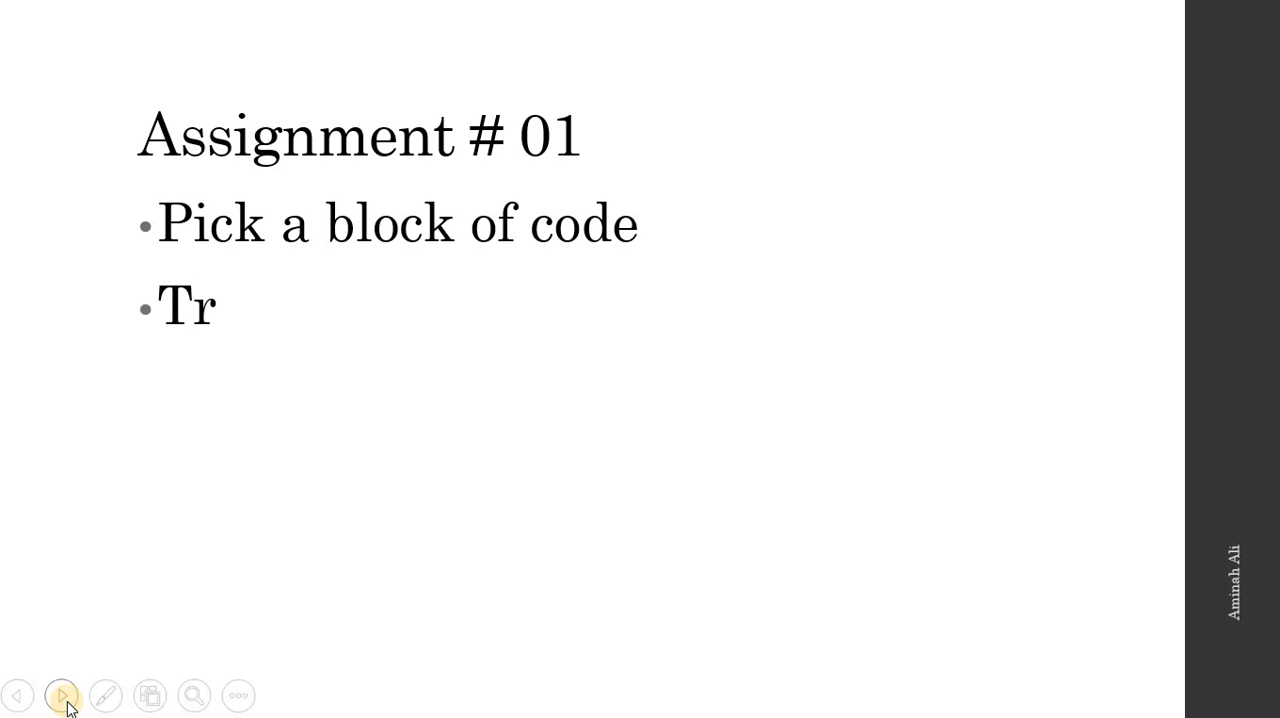 Assignment # 01
•Pick a block of code
•Tr
Aminah Ali